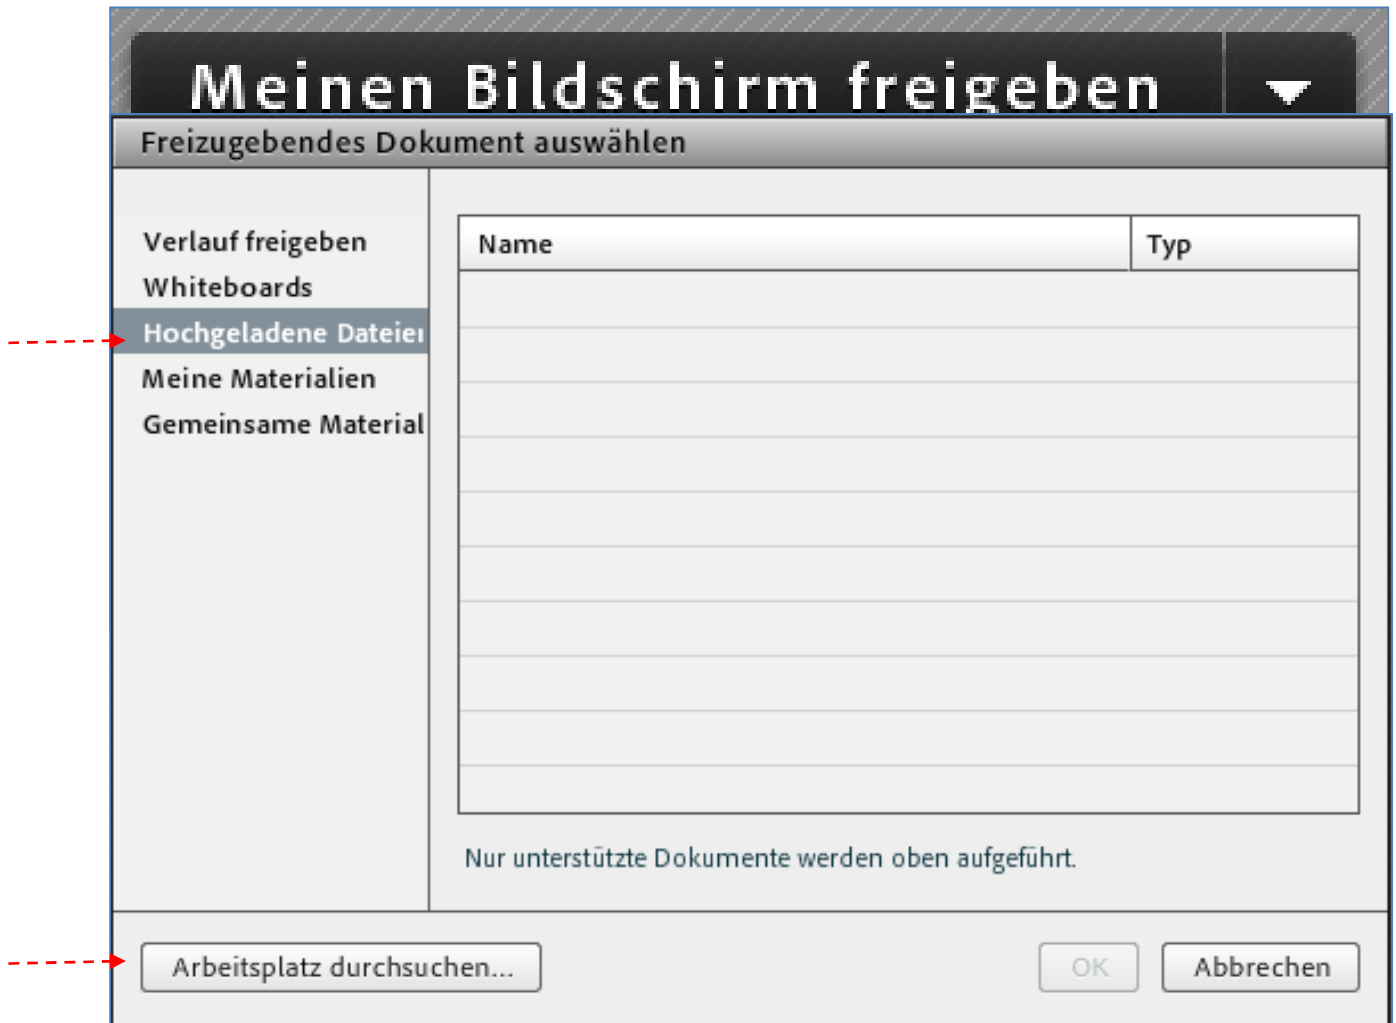 Meinen Bildschirm freigeben
Freizugebendes Dokument auswählen
Verlauf freigeben
Whiteboards
Hochgeladene Dateien
Meine Materialien
Gemeinsame Material
Name Typ
Nur unterstützte Dokumente werden oben aufgeführt.
Arbeitsplatz durchsuchen... OK Abbrechen